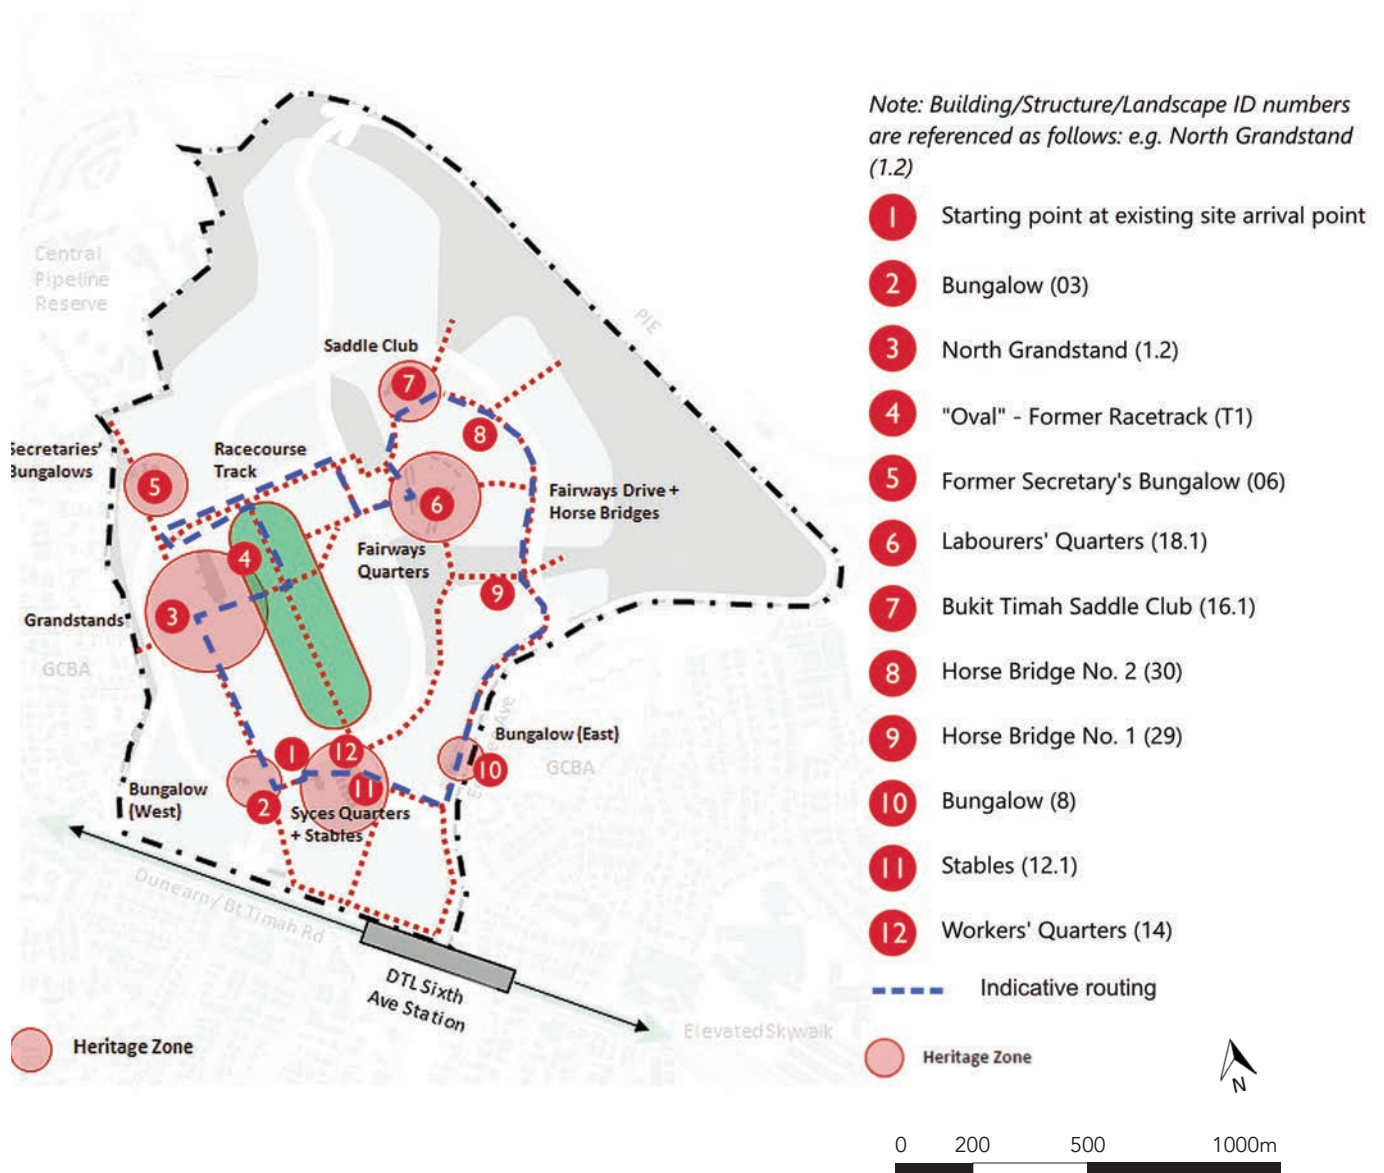 Note: Building/Structure/Landscape ID numbers
are referenced as follows: e.g. North Grandstand
(1.2)
1 Starting point at existing site arrival point
2 Bungalow (03)
3 North Grandstand (1.2)
4 "Oval" - Former Racetrack (T1)
5 Former Secretary's Bungalow (06)
6 Labourers' Quarters (18.1)
7 Bukit Timah Saddle Club (16.1)
8 Horse Bridge No. 2 (30)
9 Horse Bridge No. 1 (29)
10 Bungalow (8)
11 Stables (12.1)
12 Workers' Quarters (14)
Indicative routing
Heritage Zone
N
0 200 500 1000m
Central
Pipeline
Reserve
PIE
Saddle Club
7
8
Secretaries'
Bungalows
5
Racecourse
Track
6
Fairways Drive +
Horse Bridges
Fairways
Quarters
4
9
3
Grandstands
GCBA
Bungalow (East)
GCBA
10
1
12
11
2
Bungalow
(West)
Syces Quarters
+ Stables
Dunearn / Bt Timah Rd
DTL Sixth
Ave Station
Elevated Skywalk
Heritage Zone